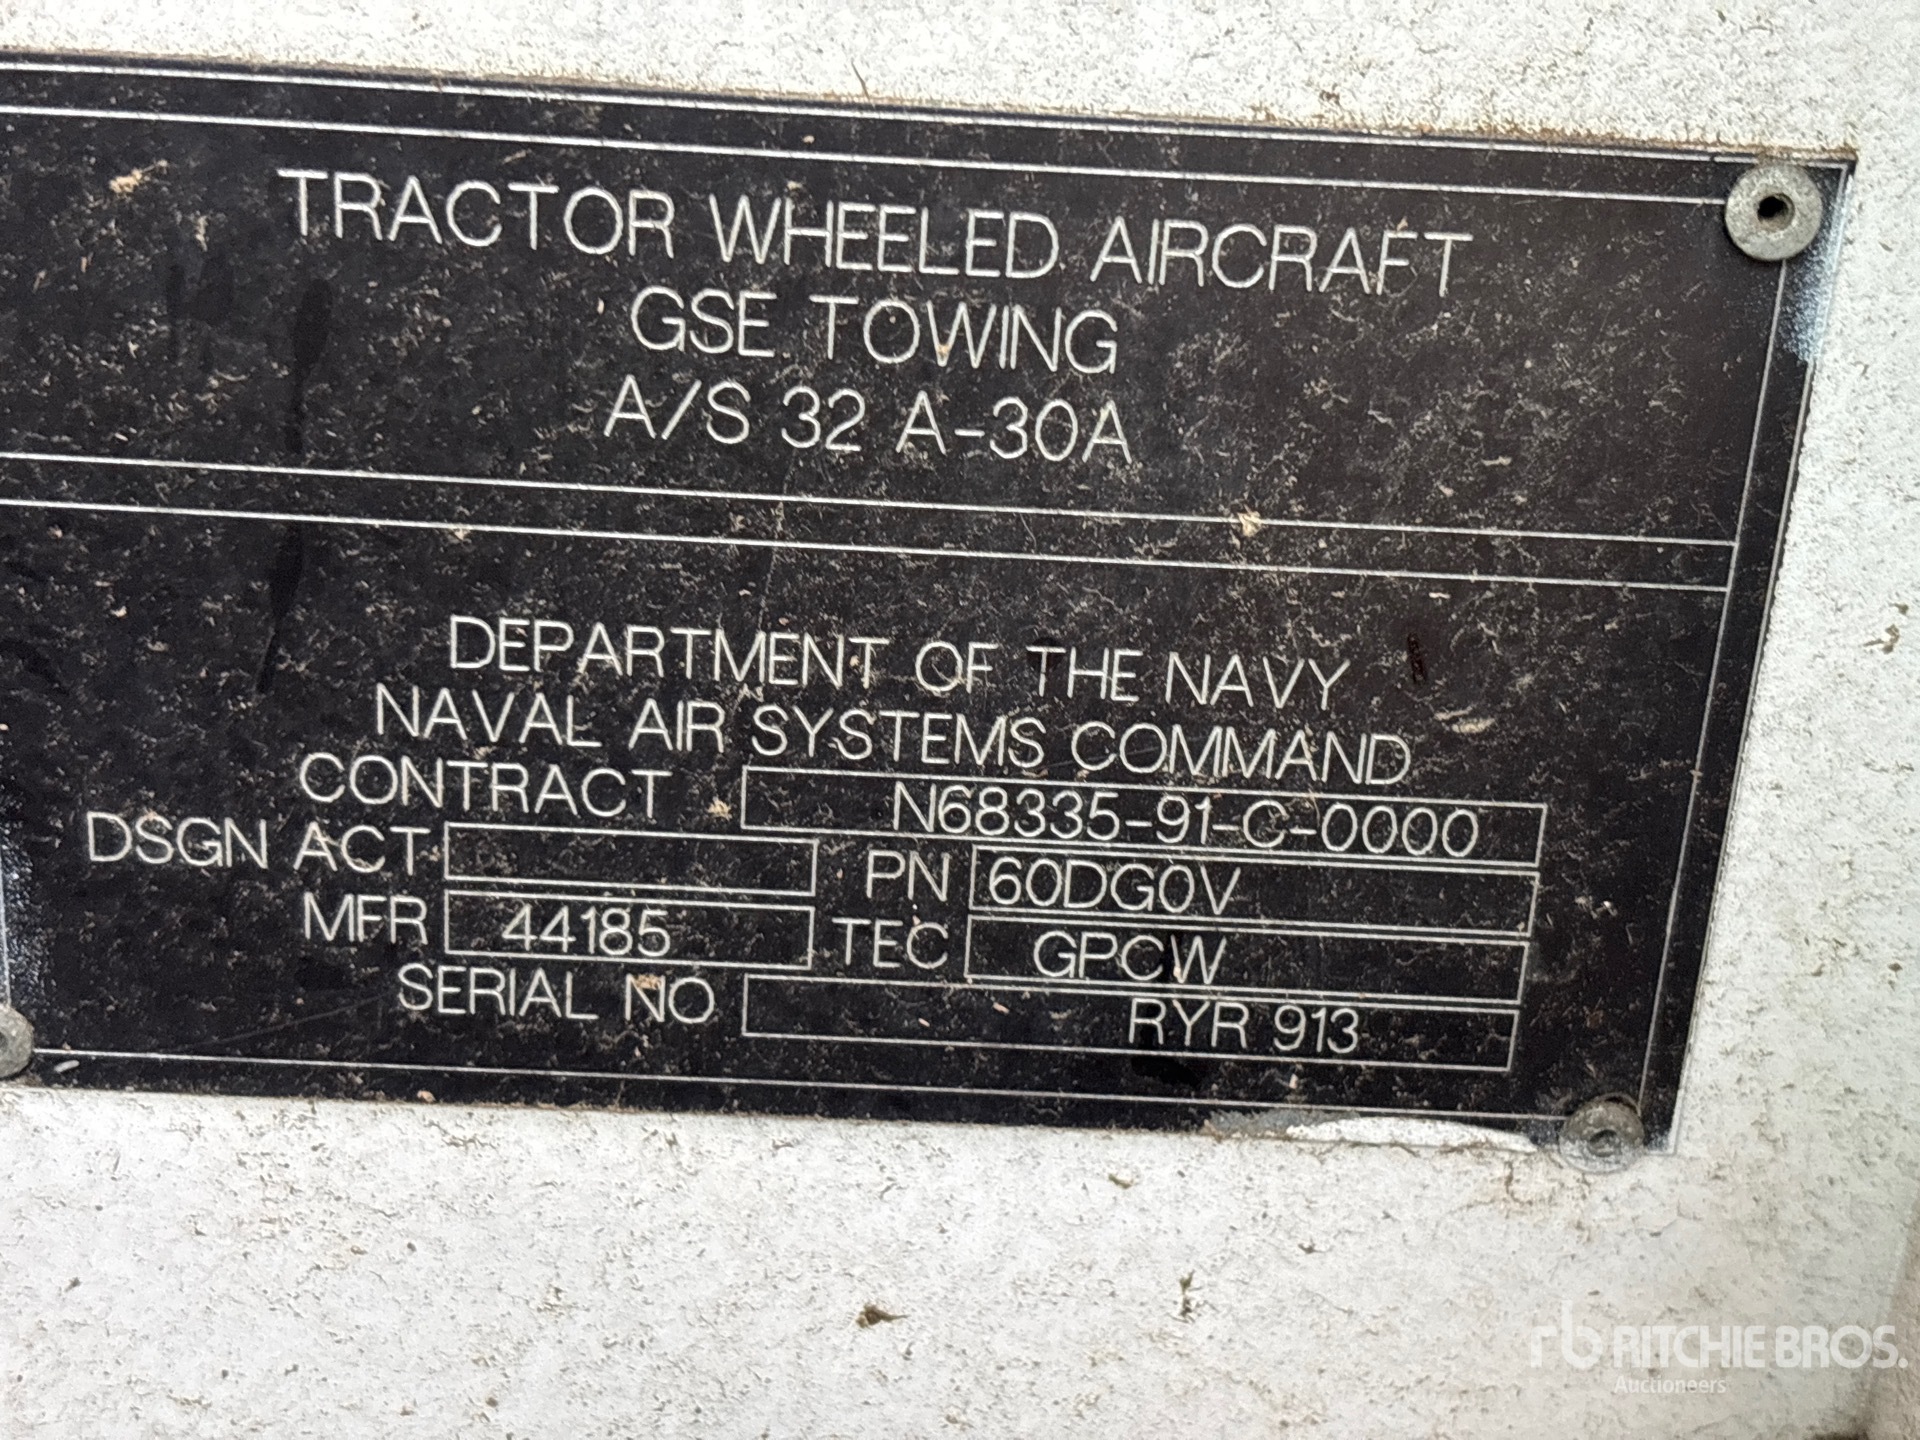 TRACTOR WHEELED AIRCRAFT
GSE TOWING
A/S 32 A-30A
DEPARTMENT OF THE NAVY
NAVAL AIR SYSTEMS COMMAND
CONTRACT N68335-91-C-0000
DSGN ACT PN 60DG0V
MFR 44185 TEC GPCW
SERIAL NO RYR 913
rb RITCHIE BROS.
Auctioneers